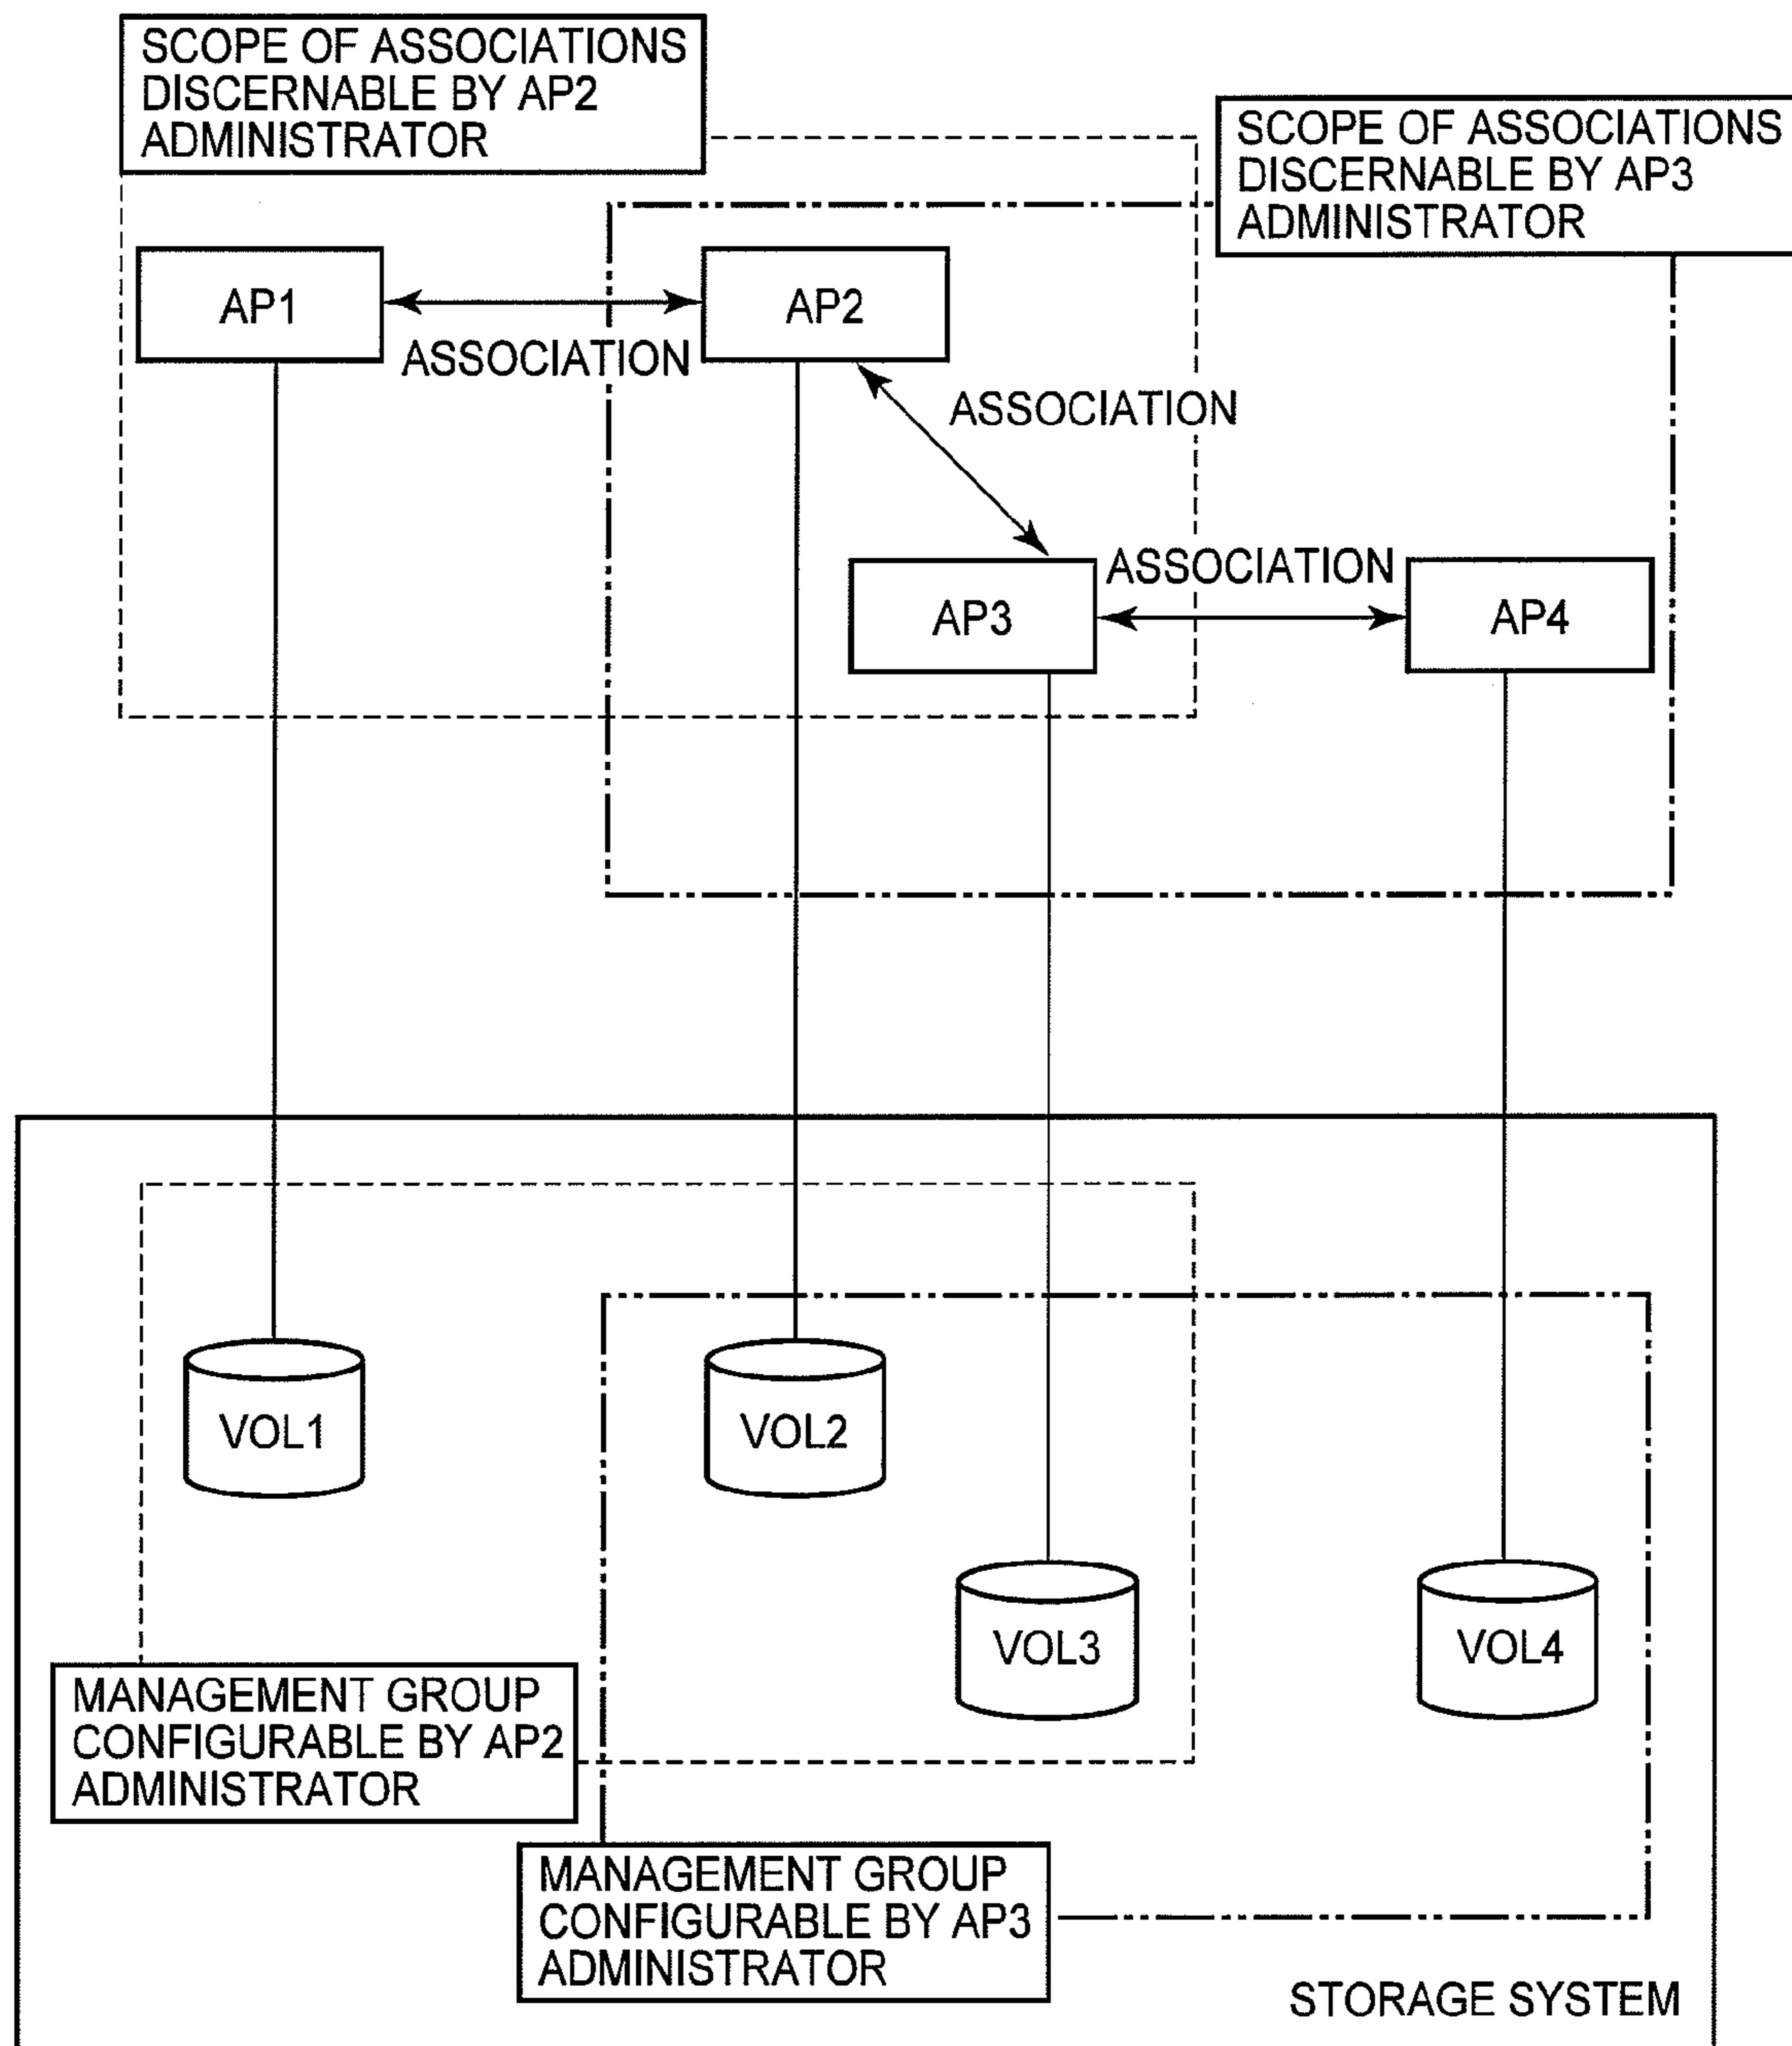 SCOPE OF ASSOCIATIONS
DISCERNABLE BY AP2
ADMINISTRATOR
SCOPE OF ASSOCIATIONS
DISCERNABLE BY AP3
ADMINISTRATOR
AP1
AP2
ASSOCIATION
ASSOCIATION
ASSOCIATION
AP3
AP4
VOL1
VOL2
VOL3
VOL4
MANAGEMENT GROUP
CONFIGURABLE BY AP2
ADMINISTRATOR
MANAGEMENT GROUP
CONFIGURABLE BY AP3
ADMINISTRATOR
STORAGE SYSTEM